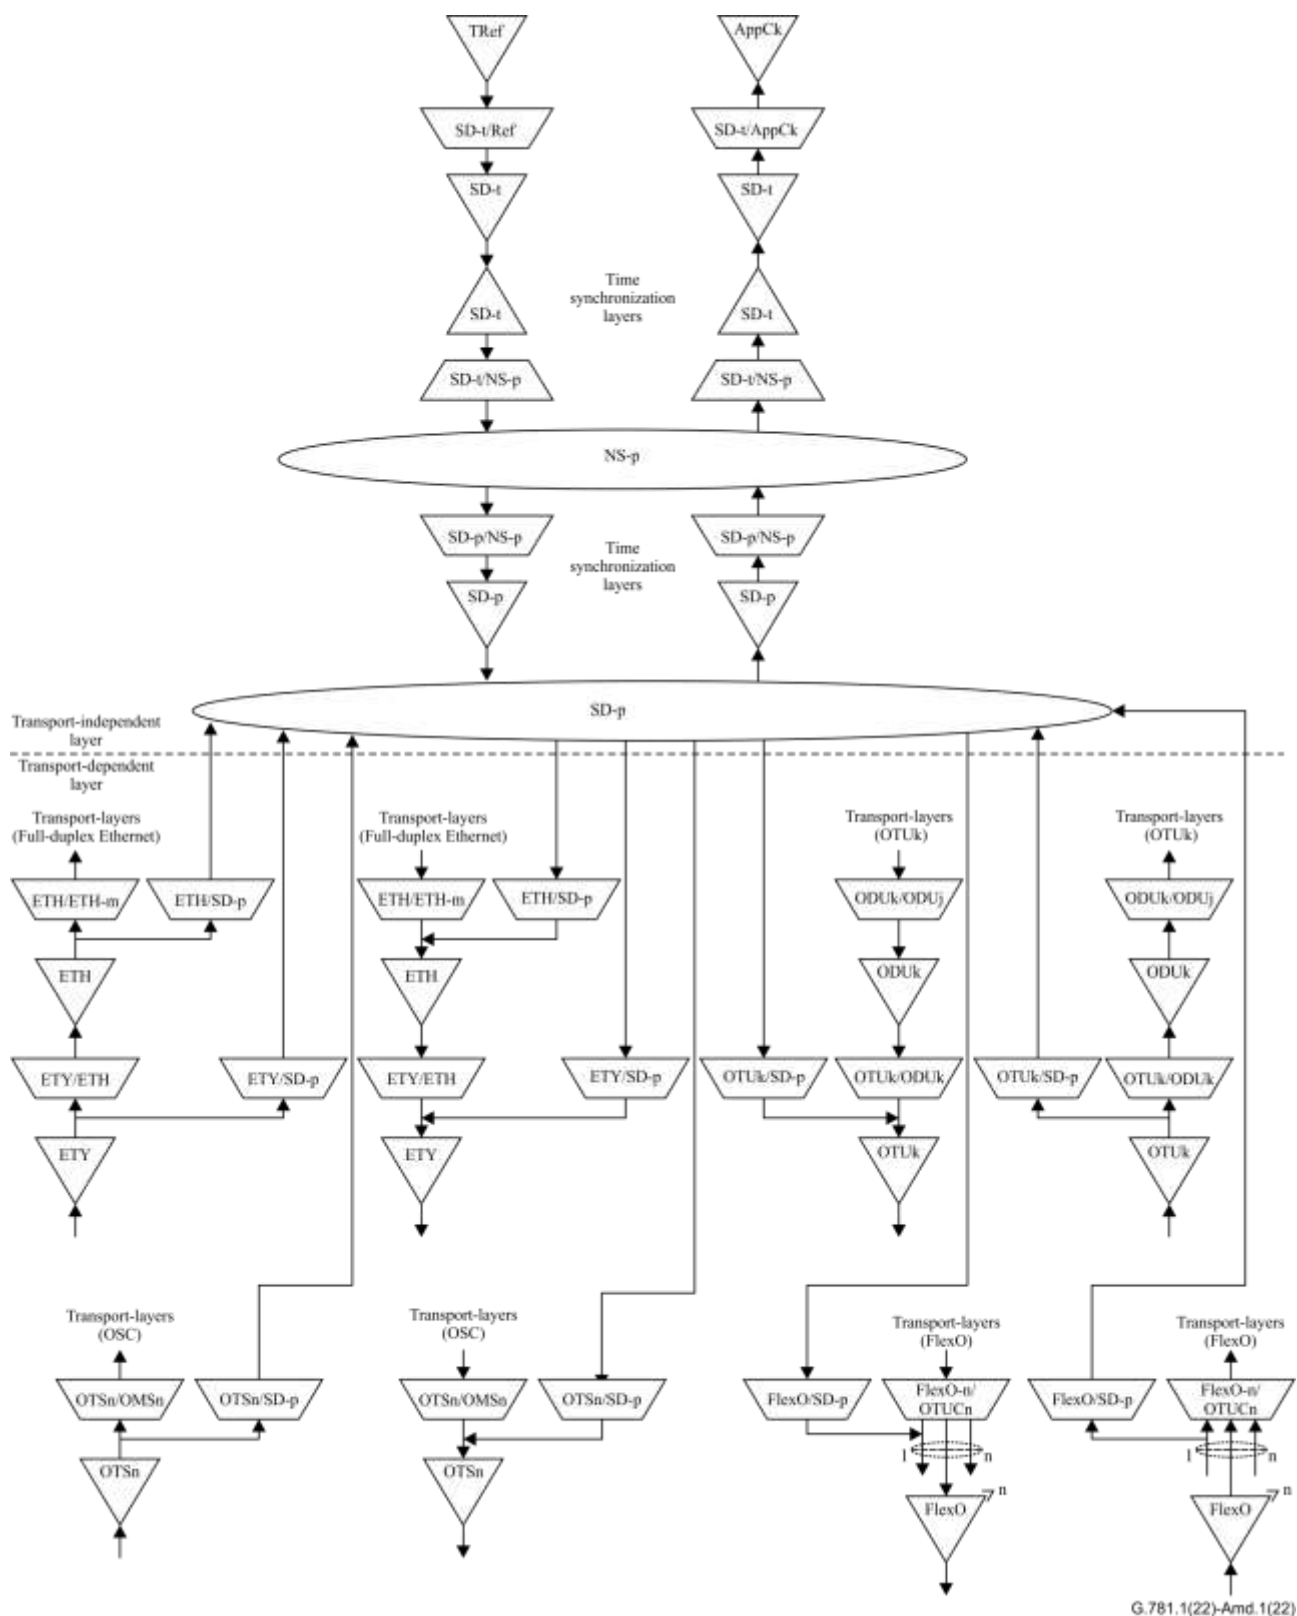 TRef
AppCk
SD-t/Ref
SD-t/AppCk
SD-t
SD-t
Time
synchronization
layers
SD-t
SD-t
SD-t/NS-p
SD-t/NS-p
NS-p
SD-p/NS-p
SD-p/NS-p
Time
synchronization
layers
SD-p
SD-p
SD-p
Transport-independent
layer
Transport-dependent
layer
Transport-layers
(Full-duplex Ethernet)
Transport-layers
(Full-duplex Ethernet)
Transport-layers
(OTUk)
Transport-layers
(OTUk)
ETH/ETH-m
ETH/SD-p
ETH/ETH-m
ETH/SD-p
ODUk/ODUj
ODUk/ODUj
ETH
ETH
ODUk
ODUk
ETY/ETH
ETY/SD-p
ETY/ETH
ETY/SD-p
OTUk/SD-p
OTUk/ODUk
OTUk/SD-p
OTUk/ODUk
ETY
ETY
OTUk
OTUk
Transport-layers
(OSC)
Transport-layers
(OSC)
Transport-layers
(FlexO)
Transport-layers
(FlexO)
OTSn/OMSn
OTSn/SD-p
OTSn/OMSn
OTSn/SD-p
FlexO/SD-p
FlexO-n/
OTUCn
FlexO/SD-p
FlexO-n/
OTUCn
1
n
1
n
OTSn
OTSn
FlexO
n
FlexO
n
G.781.1(22)-Amd.1(22)